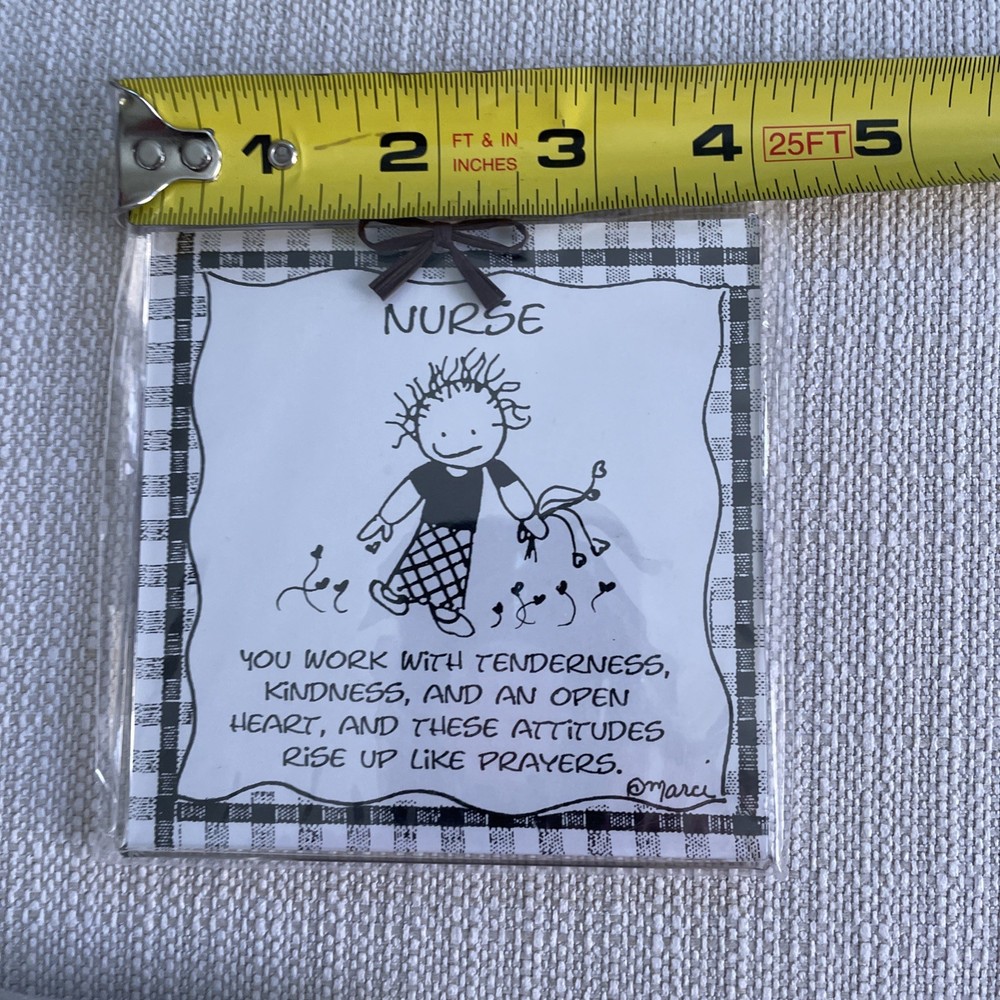 1 2 FT & IN 3 4 25FT 5
INCHES
NURSE
YOU WORK WITH TENDERNESS,
KINDNESS, AND AN OPEN
HEART, AND THESE ATTITUDES
RISE UP LIKE PRAYERS.
©Marci